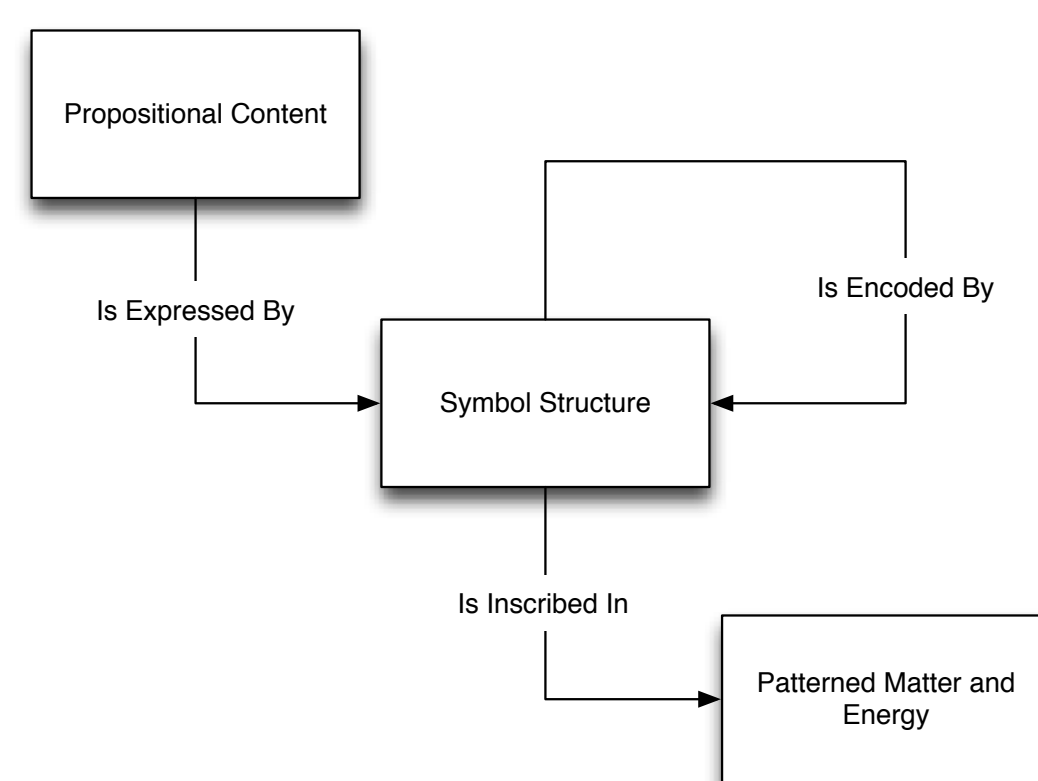 Propositional Content
Is Encoded By
Is Expressed By
Symbol Structure
Is Inscribed In
Patterned Matter and
Energy